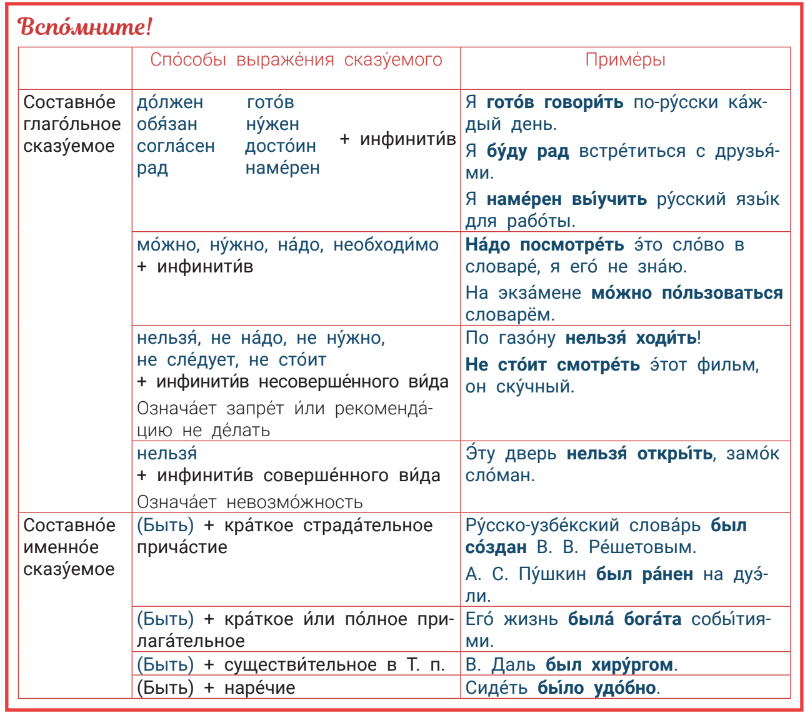 Вспо́мните!
Спо́собы выраже́ния сказу́емого
Приме́ры
Составно́е
глаго́льное
сказу́емое
до́лжен гото́в
обя́зан ну́жен
согла́сен досто́ин
рад наме́рен
+ инфинити́в
Я гото́в говори́ть по-ру́сски ка́ж-
дый день.
Я бу́ду рад встре́титься с друзья́-
ми.
Я наме́рен вы́учить ру́сский язы́к
для рабо́ты.
мо́жно, ну́жно, на́до, необходи́мо
+ инфинити́в
На́до посмотре́ть э́то сло́во в
словаре́, я его́ не зна́ю.
На экза́мене мо́жно по́льзоваться
словарём.
нельзя́, не на́до, не ну́жно,
не сле́дует, не сто́ит
+ инфинити́в несоверше́нного ви́да
Означа́ет запре́т и́ли рекоменда́-
цию не де́лать
По газо́ну нельзя́ ходи́ть!
Не сто́ит смотре́ть э́тот фильм,
он ску́чный.
нельзя́
+ инфинити́в соверше́нного ви́да
Означа́ет невозмо́жность
Э́ту дверь нельзя́ откры́ть, замо́к
сло́ман.
Составно́е
именно́е
сказу́емое
(Быть) + кра́ткое страда́тельное
прича́стие
Ру́сско-узбе́кский слова́рь был
со́здан В. В. Ре́шетовым.
А. С. Пу́шкин был ра́нен на дуэ́-
ли.
(Быть) + кра́ткое и́ли по́лное при-
лага́тельное
Его́ жизнь была́ бога́та собы́тия-
ми.
(Быть) + существи́тельное в Т. п.
В. Даль был хиру́ргом.
(Быть) + наре́чие
Сиде́ть бы́ло удо́бно.